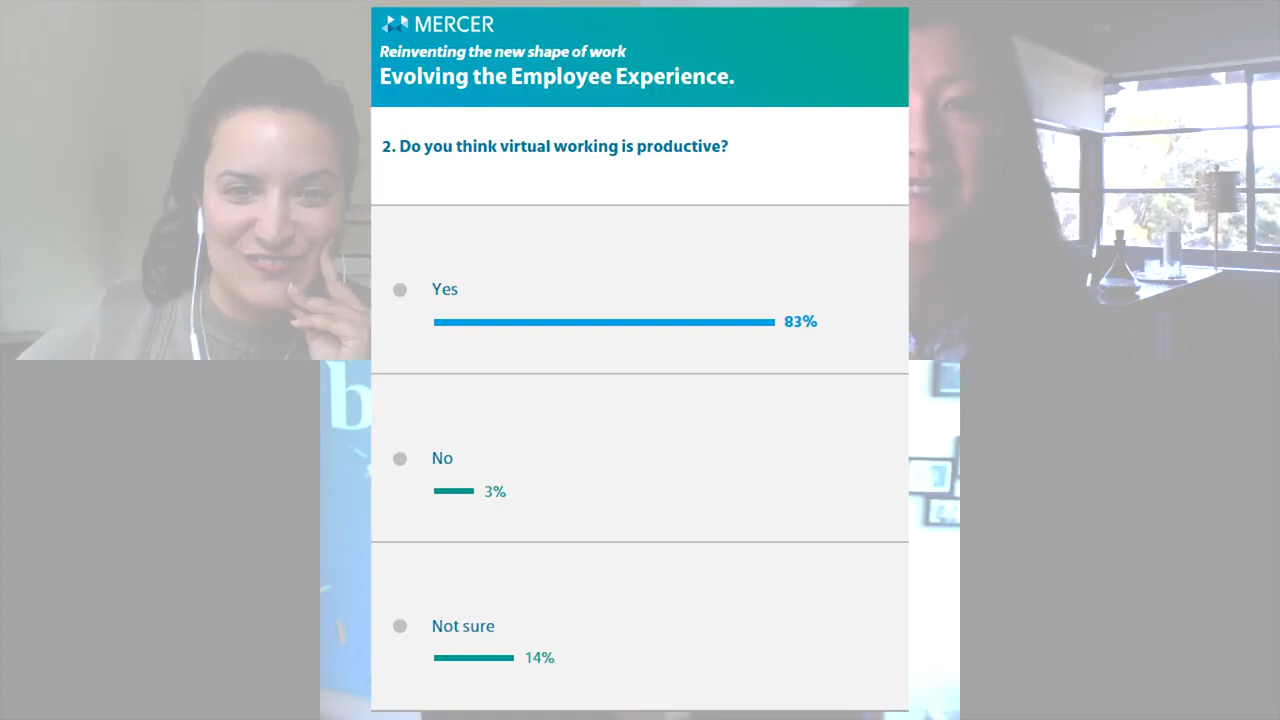 MERCER
Reinventing the new shape of work
Evolving the Employee Experience.
2. Do you think virtual working is productive?
Yes
83%
No
3%
Not sure
14%
b